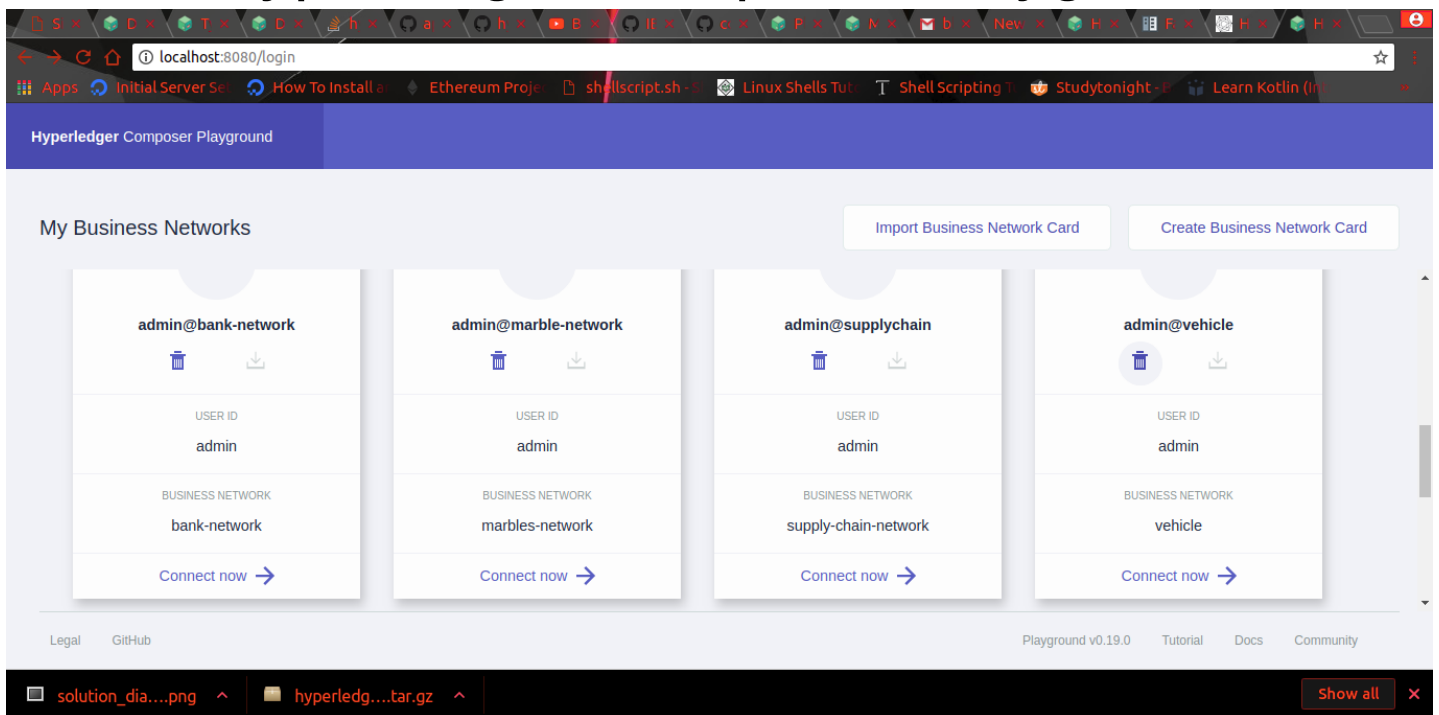 S D T D h a h B ll c P N b New H F H H
localhost:8080/login
Apps Initial Server Se How To Install a Ethereum Proje shellscript.sh - Linux Shells Tut Shell Scripting T Studytonight - Learn Kotlin (In
Hyperledger Composer Playground
My Business Networks
Import Business Network Card
Create Business Network Card
admin@bank-network admin@marble-network admin@supplychain admin@vehicle
USER ID USER ID USER ID USER ID
admin admin admin admin
BUSINESS NETWORK BUSINESS NETWORK BUSINESS NETWORK BUSINESS NETWORK
bank-network marbles-network supply-chain-network vehicle
Connect now Connect now Connect now Connect now
Legal GitHub Playground v0.19.0 Tutorial Docs Community
solution_dia....png hyperledg....tar.gz Show all